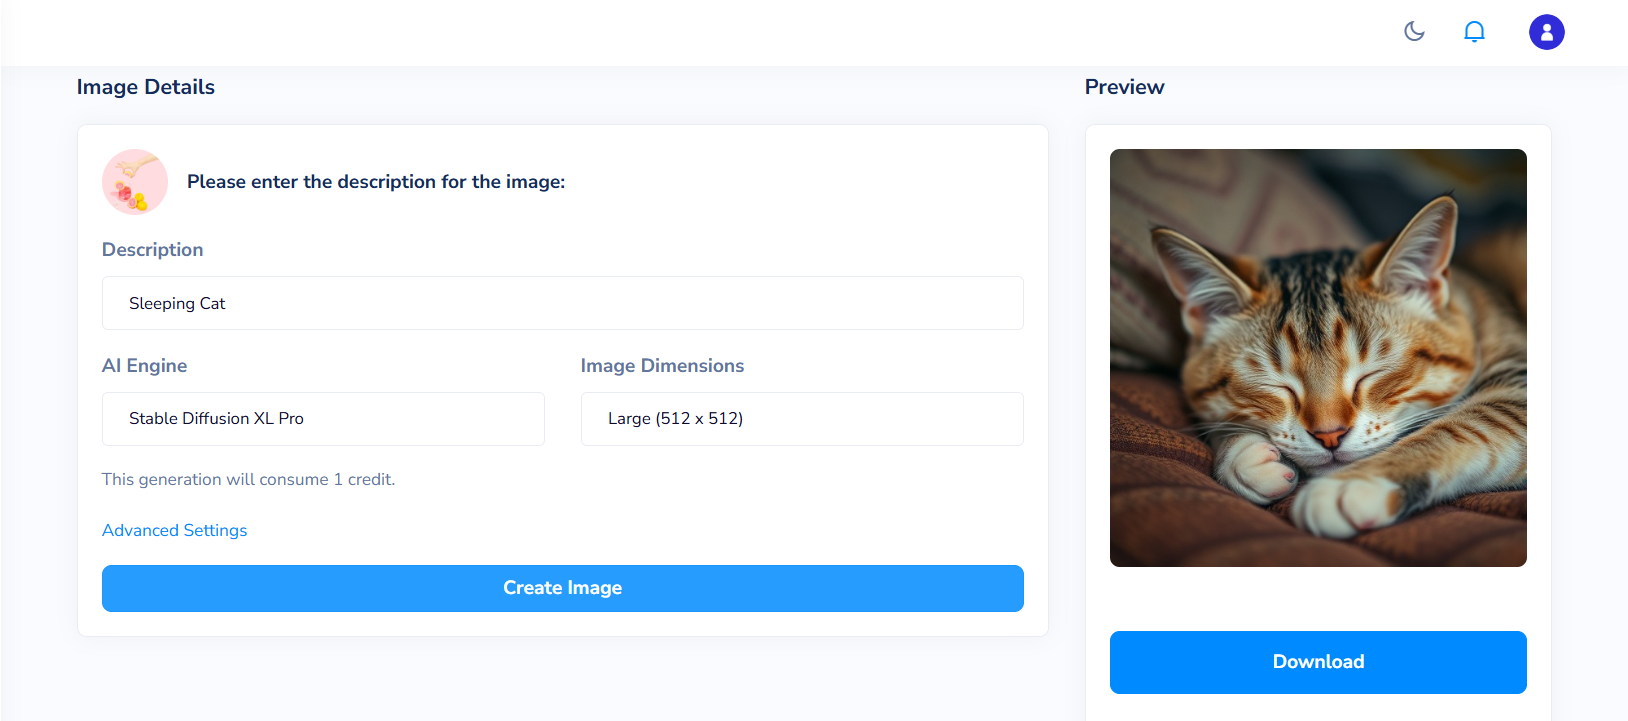 Image Details
Please enter the description for the image:
Description
Sleeping Cat
AI Engine
Image Dimensions
Stable Diffusion XL Pro
Large (512 x 512)
This generation will consume 1 credit.
Advanced Settings
Create Image
Preview
Download